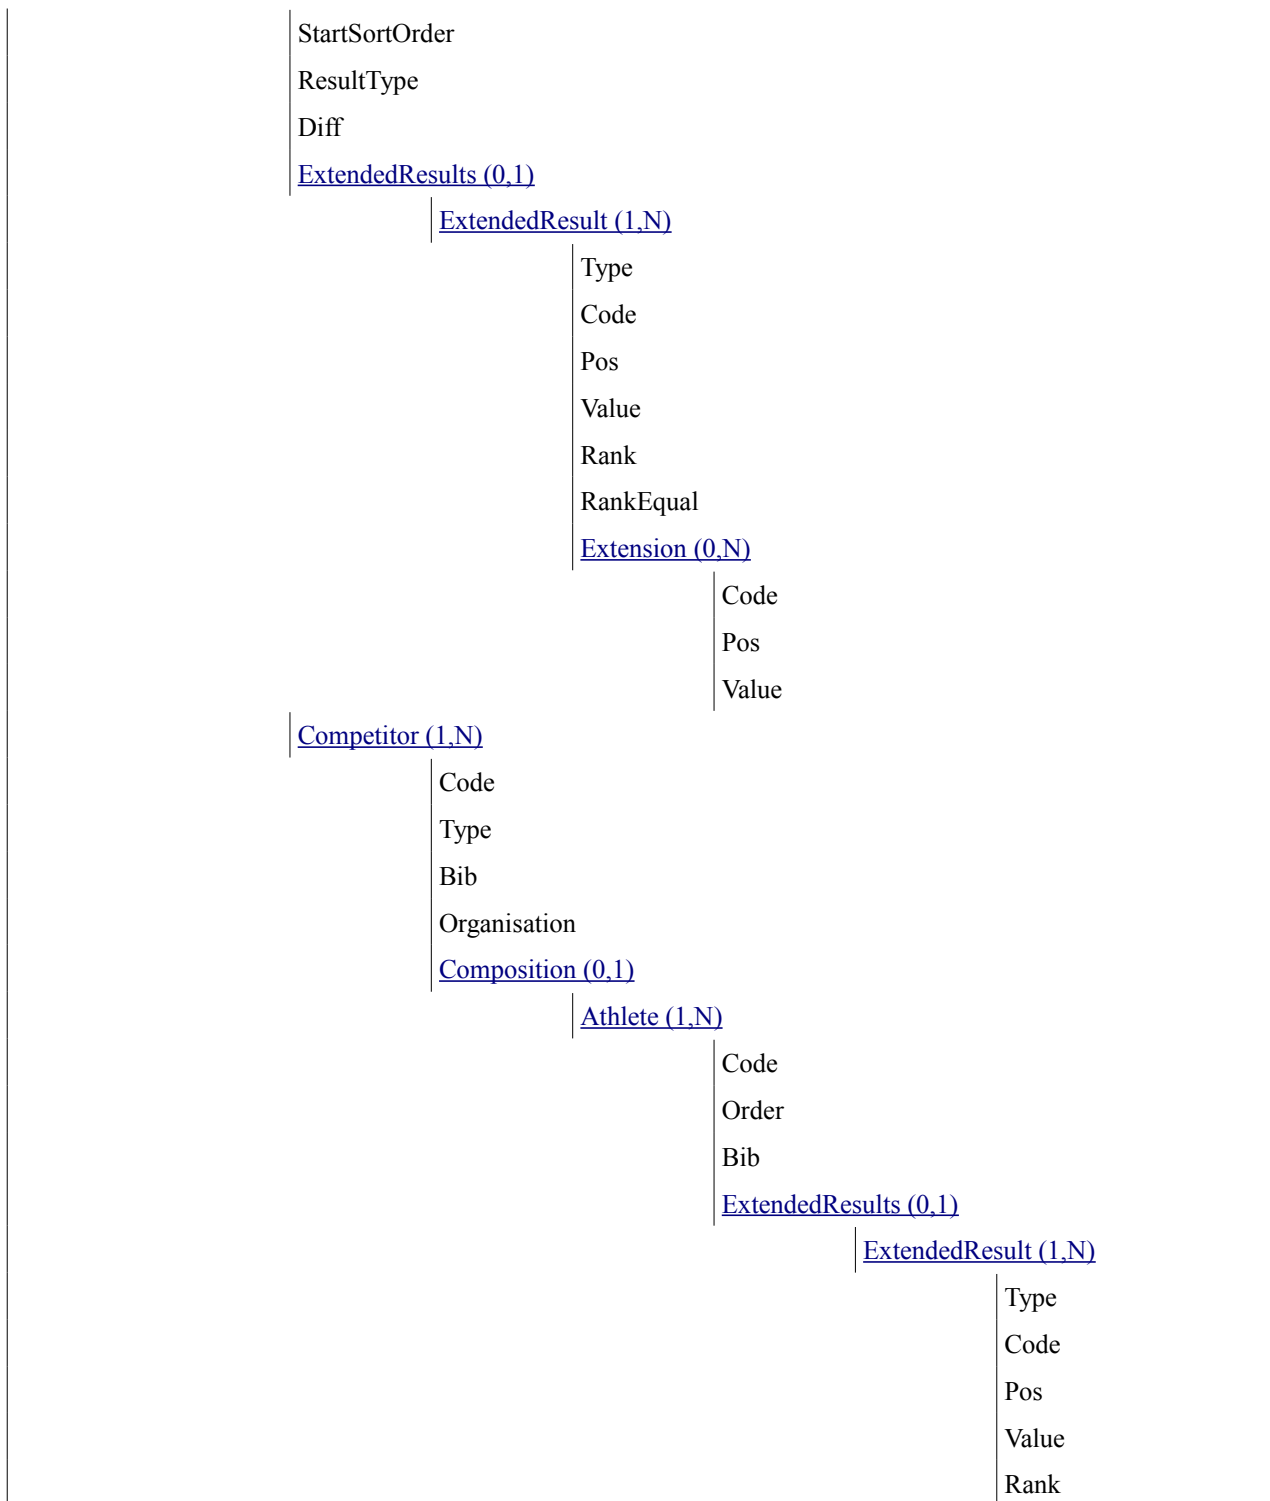 StartSortOrder
ResultType
Diff
ExtendedResults (0,1)
ExtendedResult (1,N)
Type
Code
Pos
Value
Rank
RankEqual
Extension (0,N)
Code
Pos
Value
Competitor (1,N)
Code
Type
Bib
Organisation
Composition (0,1)
Athlete (1,N)
Code
Order
Bib
ExtendedResults (0,1)
ExtendedResult (1,N)
Type
Code
Pos
Value
Rank